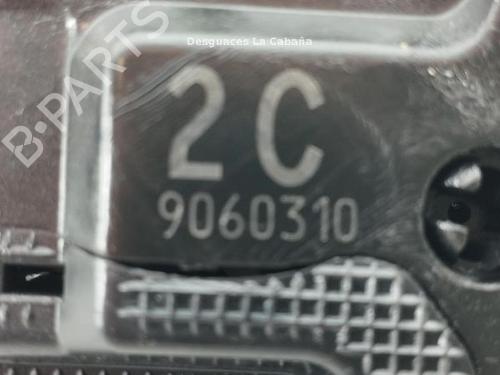 Desguaces La Cabaña
2C
9060310
B-PARTS